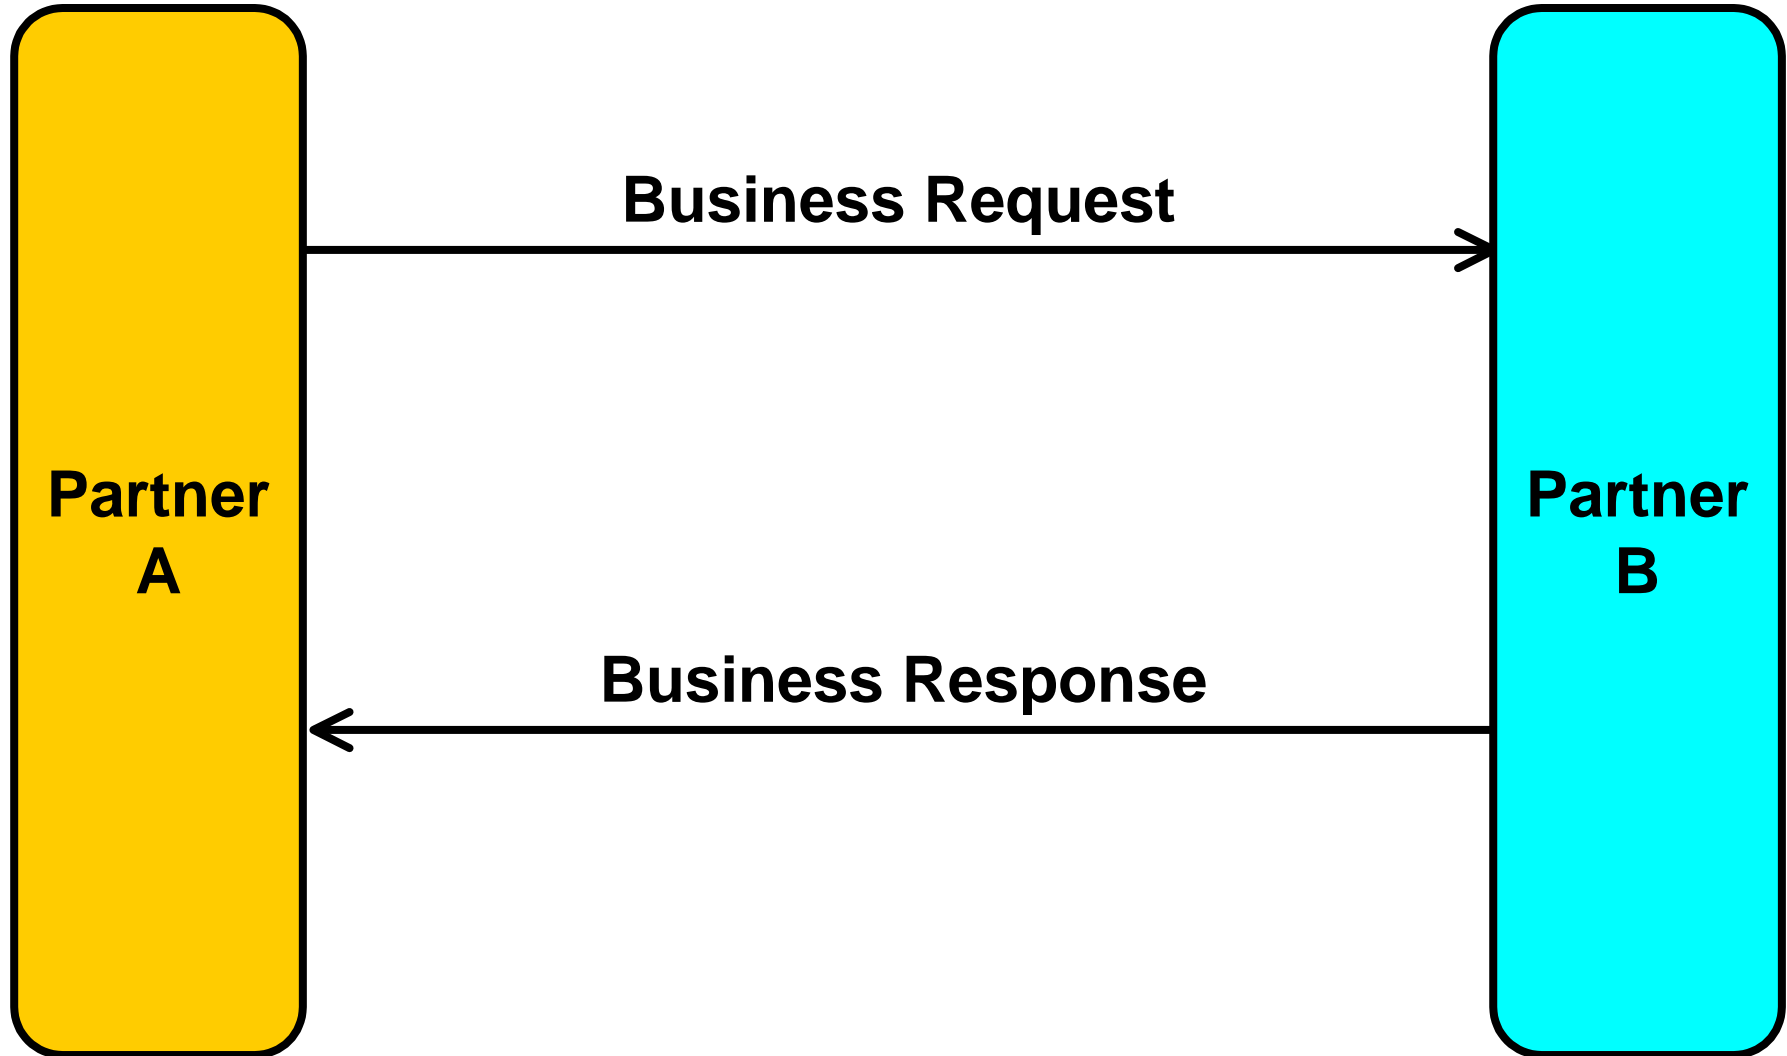 Business Request
Partner
A
Partner
B
Business Response